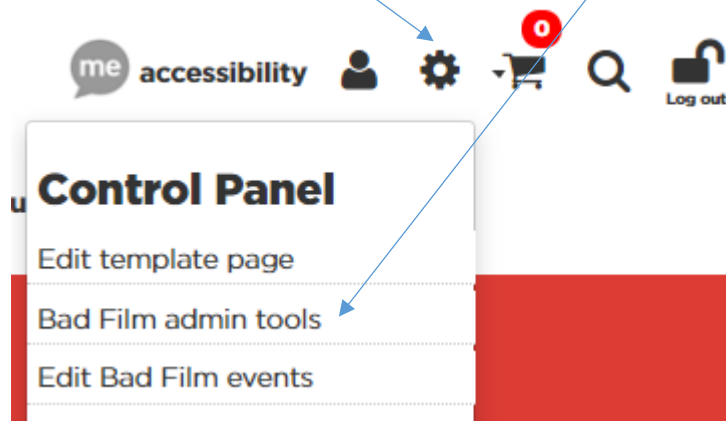 0
me accessibility
Log out
u
Control Panel
Edit template page
Bad Film admin tools
Edit Bad Film events